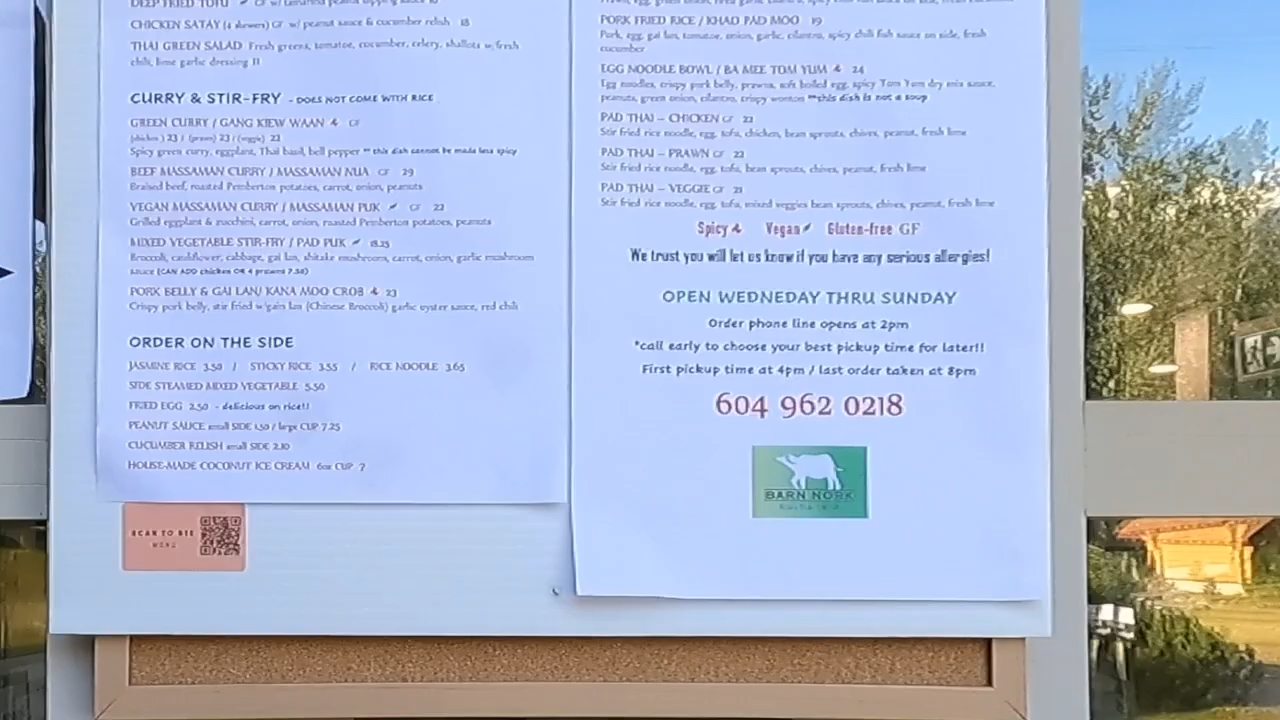 DEEP FRIED TOFU GF w/ tamarind peanut dipping sauce
CHICKEN SATAY (4 skewers) GF w/ peanut sauce & cucumber relish 18
THAI GREEN SALAD Fresh greens, tomatoe, cucumber, celery, shallots w/ fresh
chili, lime garlic dressing 11
CURRY & STIR-FRY - DOES NOT COME WITH RICE
GREEN CURRY / GANG KIEW WAAN GF
(chicken) 23 / (prawn) 23 / (veggie) 22
Spicy green curry, eggplant, Thai basil, bell pepper ** this dish cannot be made less spicy
BEEF MASSAMAN CURRY / MASSAMAN NUA GF 29
Braised beef, roasted Pemberton potatoes, carrot, onion, peanuts
VEGAN MASSAMAN CURRY / MASSAMAN PUK GF 23
Grilled eggplant & zucchini, carrot, onion, roasted Pemberton potatoes, peanuts
MIXED VEGETABLE STIR-FRY / PAD PUK 18.25
Broccoli, cauliflower, cabbage, gai lan, shitake mushroom, carrot, onion, garlic mushroom
sauce (CAN ADD chicken OR 4 prawns 7.50)
PORK BELLY & GAI LAN/ KANA MOO CROB 23
Crispy pork belly, stir fried w/gain lan (Chinese Broccoli) garlic oyster sauce, red chili
ORDER ON THE SIDE
JASMINE RICE 3.50 / STICKY RICE 3.55 / RICE NOODLE 3.65
SIDE STEAMED MIXED VEGETABLE 5.50
FRIED EGG 2.50 - delicious on rice!!
PEANUT SAUCE small SIDE 1.50 / large CUP 7.25
CUCUMBER RELISH small SIDE 2.10
HOUSE-MADE COCONUT ICE CREAM 6oz CUP 7
SCAN TO SEE
MENU
PORK FRIED RICE / KHAO PAD MOO 19
Pork, egg, gai lan, tomatoe, onion, garlic, cilantro, spicy chili fish sauce on side, fresh
cucumber
EGG NOODLE BOWL / BA MEE TOM YUM 24
Egg noodles, crispy pork belly, prawns, soft boiled egg, spicy Tom Yum dry mix sauce,
peanuts, green onion, cilantro, crispy wonton **this dish is not a soup
PAD THAI – CHICKEN GF 22
Stir fried rice noodle, egg, tofu, chicken, bean sprouts, chives, peanut, fresh lime
PAD THAI – PRAWN GF 22
Stir fried rice noodle, egg, tofu, bean sprouts, chives, peanut, fresh lime
PAD THAI – VEGGIE GF 21
Stir fried rice noodle, egg, tofu, mixed veggies bean sprouts, chives, peanut, fresh lime
Spicy Vegan Gluten-free GF
We trust you will let us know if you have any serious allergies!
OPEN WEDNEDAY THRU SUNDAY
Order phone line opens at 2pm
*call early to choose your best pickup time for later!!
First pickup time at 4pm / last order taken at 8pm
604 962 0218
BARN NORK